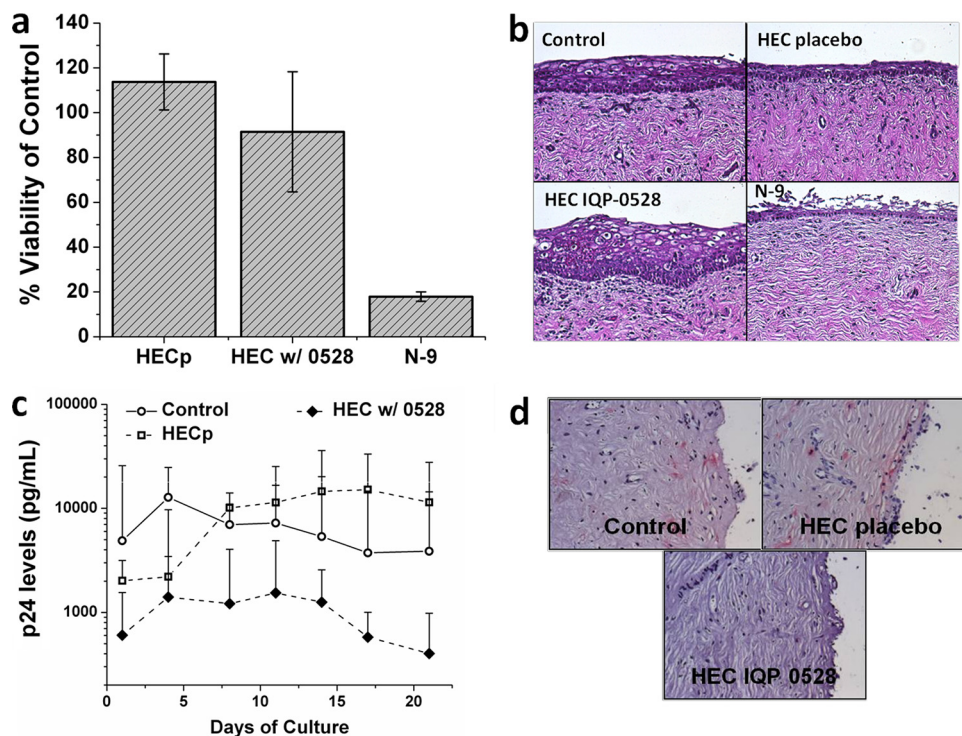 a
140
120
100
80
60
40
20
0
% Viability of Control
HECp HEC w/ 0528 N-9
b
Control
HEC placebo
HEC IQP-0528
N-9
c
100000
10000
1000
p24 levels (pg/mL)
Control
HEC w/ 0528
HECp
0 5 10 15 20
Days of Culture
d
Control
HEC placebo
HEC IQP 0528